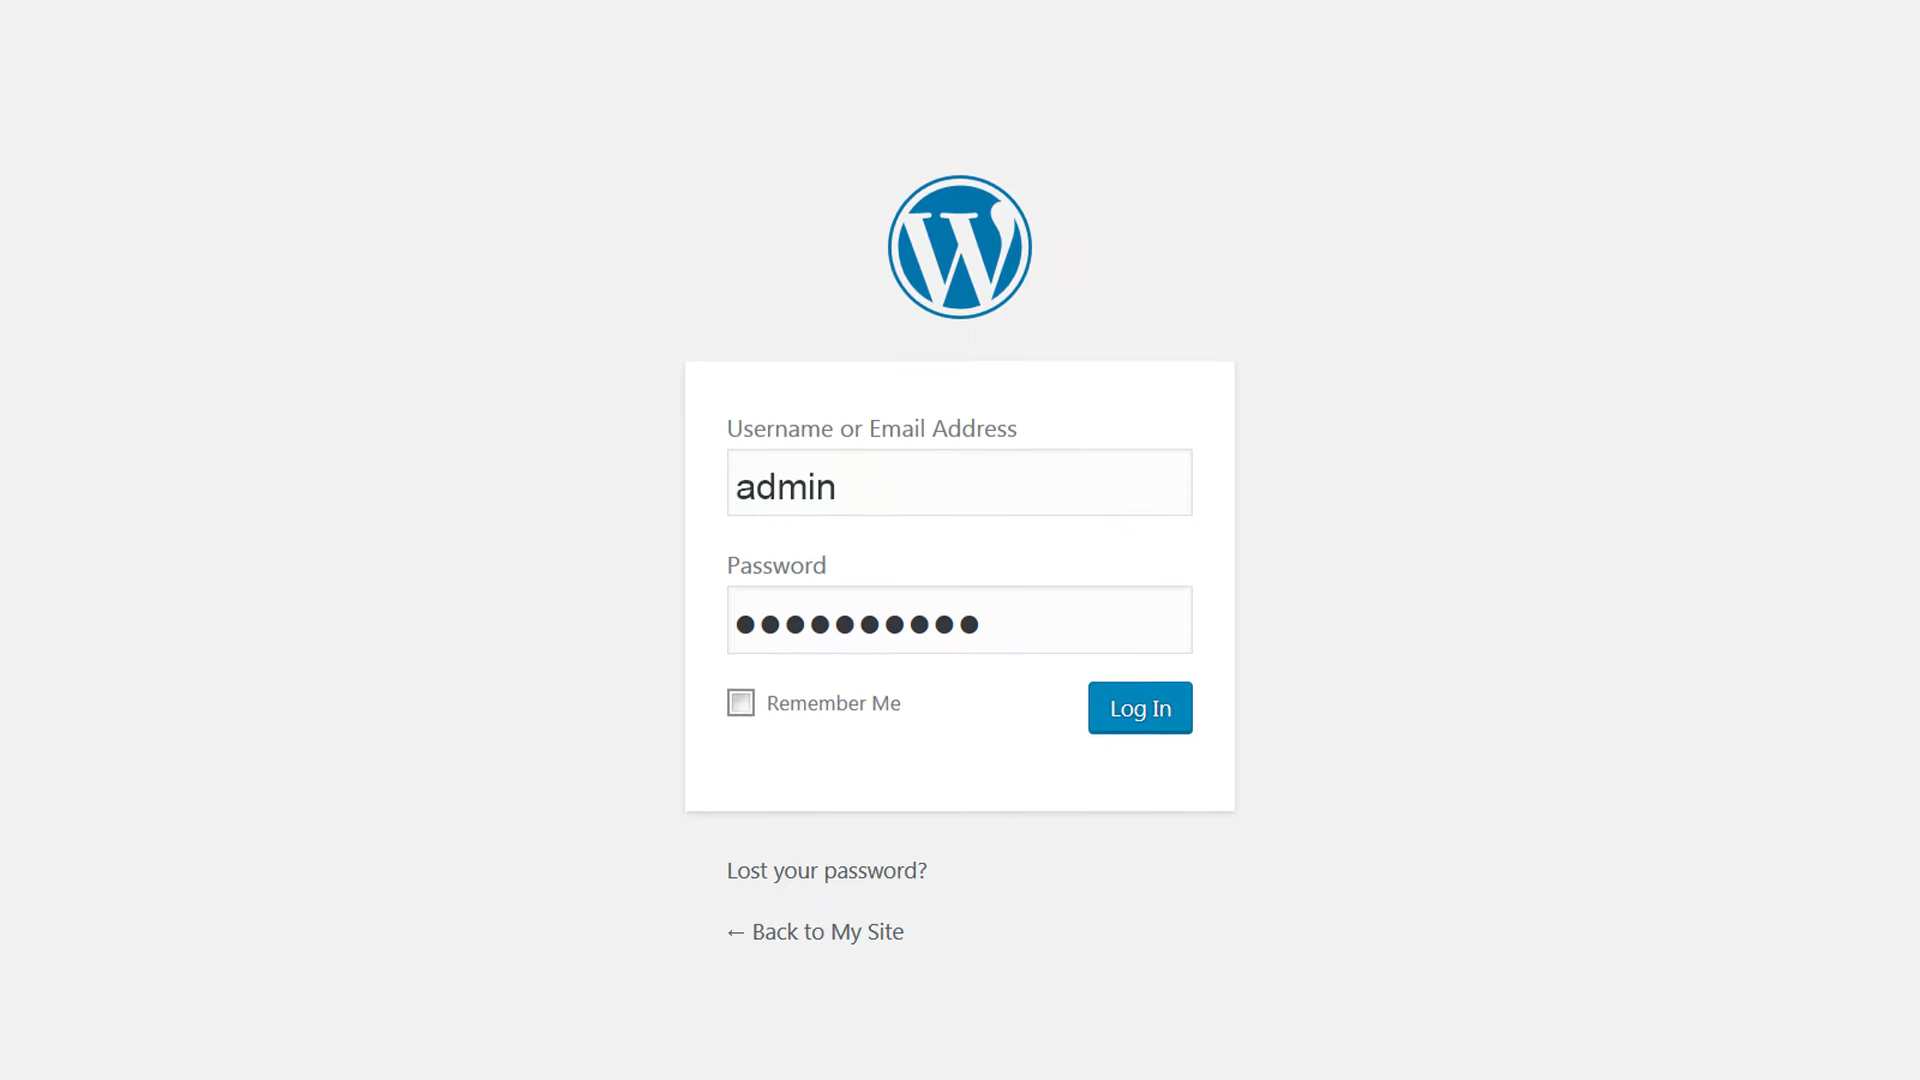 Username or Email Address
admin
Password
●●●●●●●●●●
Remember Me
Log In
Lost your password?
← Back to My Site